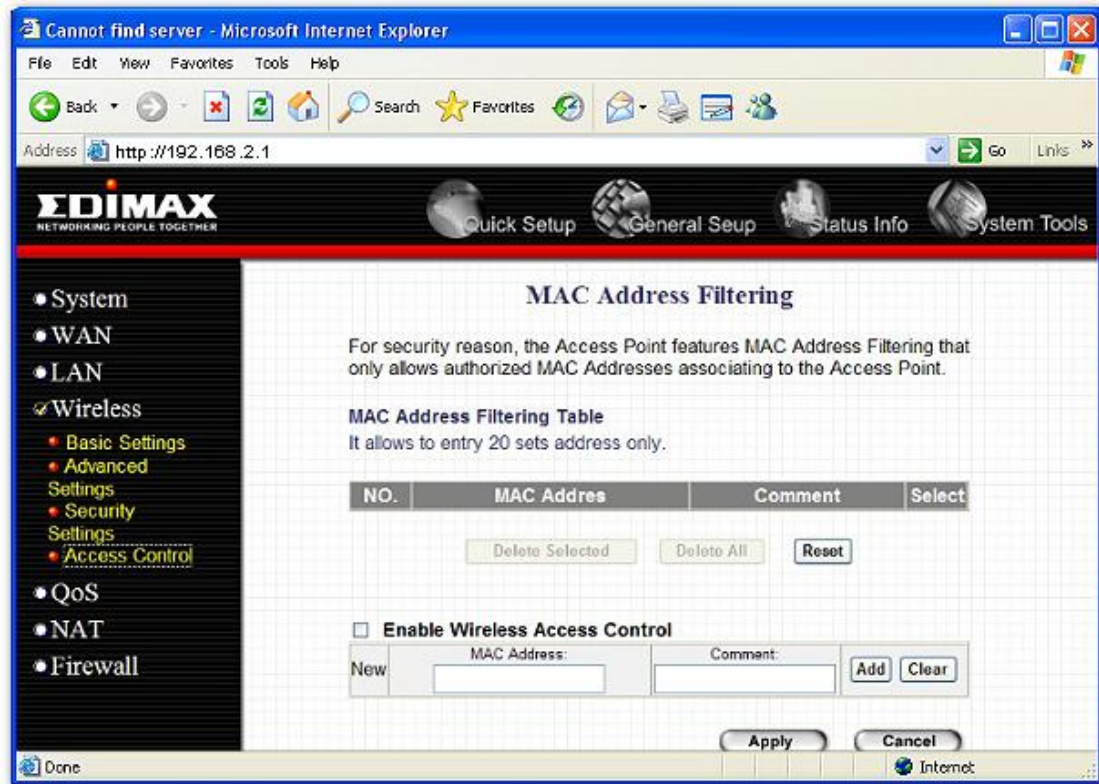 Cannot find server - Microsoft Internet Explorer
File Edit View Favorites Tools Help
Back Search Favorites
Address http://192.168.2.1 Go Links »
EDIMAX
NETWORKING PEOPLE TOGETHER
Quick Setup General Seup Status Info System Tools
System
WAN
LAN
Wireless
Basic Settings
Advanced
Settings
Security
Settings
Access Control
QoS
NAT
Firewall
MAC Address Filtering
For security reason, the Access Point features MAC Address Filtering that
only allows authorized MAC Addresses associating to the Access Point.
MAC Address Filtering Table
It allows to entry 20 sets address only.
NO. MAC Addres Comment Select
Delete Selected Delete All Reset
Enable Wireless Access Control
New MAC Address: Comment: Add Clear
Apply Cancel
Done Internet